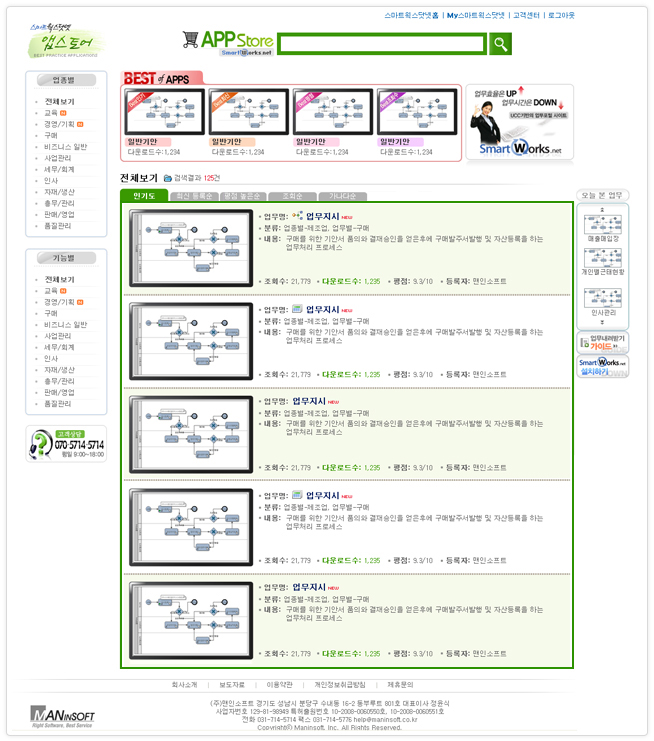 스마트웍스닷넷홈 | My스마트웍스닷넷 | 고객센터 | 로그아웃
스마트웍스닷넷
앱스토어
BEST PRACTICE APPLICATIONS
APP Store
SmartWorks.net
업종별
전체보기
교육
경영/기획
구매
비즈니스 일반
사업관리
세무/회계
인사
자재/생산
총무/관리
판매/영업
품질관리
기능별
전체보기
교육
경영/기획
구매
비즈니스 일반
사업관리
세무/회계
인사
자재/생산
총무/관리
판매/영업
품질관리
고객상담
070-5714-5714
평일 9:00~18:00
BEST of APPS
일반기안
다운로드수:1,234
일반기안
다운로드수:1,234
일반기안
다운로드수:1,234
일반기안
다운로드수:1,234
업무효율은 UP
업무시간은 DOWN
UCC기반의 업무포털 사이트
SmartWorks.net
전체보기 검색결과 125건
인기도 최신 등록순 평점 높은순 조회순 가나다순
업무명: 업무지시 NEW
분류: 업종별-제조업, 업무별-구매
내용: 구매를 위한 기안서 품의와 결재승인을 얻은후에 구매발주서발행 및 자산등록을 하는
업무처리 프로세스
조회수: 21,779 다운로드수: 1,235 평점: 9.3/10 등록자: 맨인소프트
업무명: 업무지시 NEW
분류: 업종별-제조업, 업무별-구매
내용: 구매를 위한 기안서 품의와 결재승인을 얻은후에 구매발주서발행 및 자산등록을 하는
업무처리 프로세스
조회수: 21,779 다운로드수: 1,235 평점: 9.3/10 등록자: 맨인소프트
업무명: 업무지시 NEW
분류: 업종별-제조업, 업무별-구매
내용: 구매를 위한 기안서 품의와 결재승인을 얻은후에 구매발주서발행 및 자산등록을 하는
업무처리 프로세스
조회수: 21,779 다운로드수: 1,235 평점: 9.3/10 등록자: 맨인소프트
업무명: 업무지시 NEW
분류: 업종별-제조업, 업무별-구매
내용: 구매를 위한 기안서 품의와 결재승인을 얻은후에 구매발주서발행 및 자산등록을 하는
업무처리 프로세스
조회수: 21,779 다운로드수: 1,235 평점: 9.3/10 등록자: 맨인소프트
업무명: 업무지시 NEW
분류: 업종별-제조업, 업무별-구매
내용: 구매를 위한 기안서 품의와 결재승인을 얻은후에 구매발주서발행 및 자산등록을 하는
업무처리 프로세스
조회수: 21,779 다운로드수: 1,235 평점: 9.3/10 등록자: 맨인소프트
오늘 본 업무
매출매입장
개인별근태현황
인사관리
업무내려받기
가이드
SmartWorks.net
설치하기
회사소개 | 보도자료 | 이용약관 | 개인정보취급방침 | 제휴문의
MANINSOFT
Right Software, Best Service
(주)맨인소프트 경기도 성남시 분당구 수내동 16-2 동부루트 801호 대표이사 정윤식
사업자번호 129-81-98949 특허출원번호 10-2008-0060550호, 10-2008-0060551호
전화 031-714-5714 팩스 031-714-5776 help@maninsoft.co.kr
Copyright© Maninsoft. Inc. All Rights Reserved.